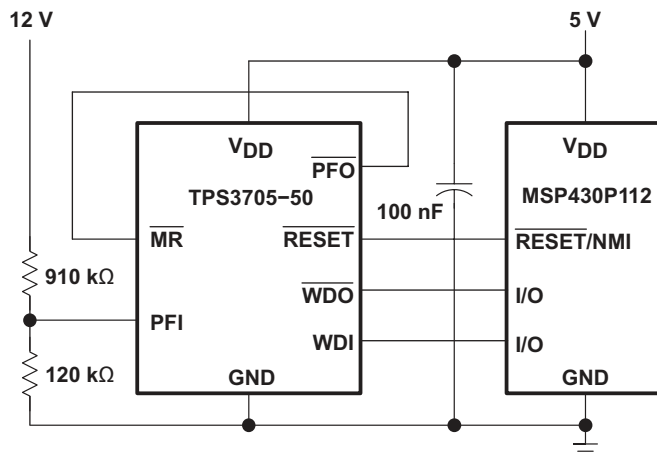 12 V
5 V
VDD
PFO
TPS3705−50
MR
RESET
WDO
PFI
WDI
GND
910 kΩ
120 kΩ
100 nF
VDD
MSP430P112
RESET/NMI
I/O
I/O
GND